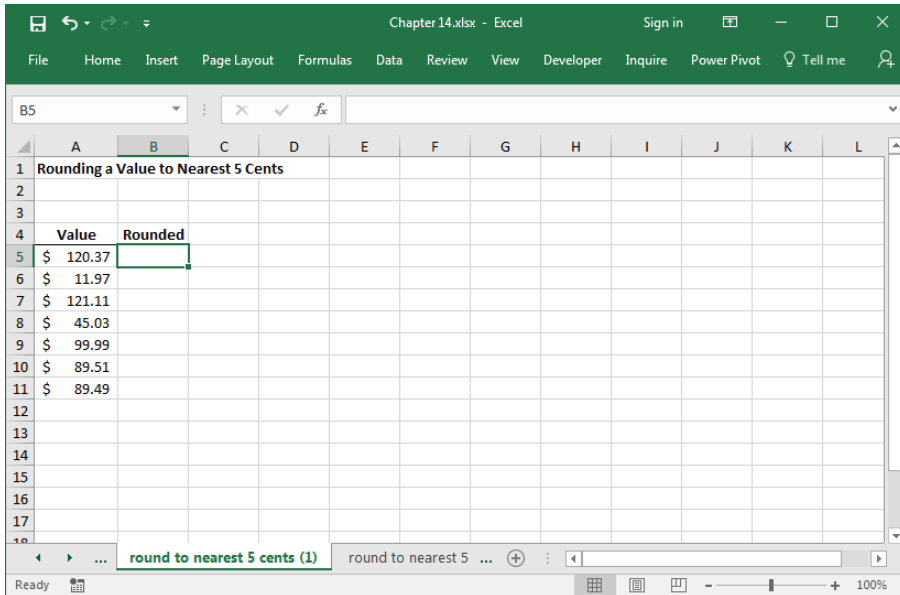 Chapter 14.xlsx - Excel Sign in
File Home Insert Page Layout Formulas Data Review View Developer Inquire Power Pivot Tell me
B5 fx
A B C D E F G H I J K L
1 Rounding a Value to Nearest 5 Cents
2
3
4 Value Rounded
5 $ 120.37
6 $ 11.97
7 $ 121.11
8 $ 45.03
9 $ 99.99
10 $ 89.51
11 $ 89.49
12
13
14
15
16
17
18
... round to nearest 5 cents (1) round to nearest 5 ...
Ready 100%